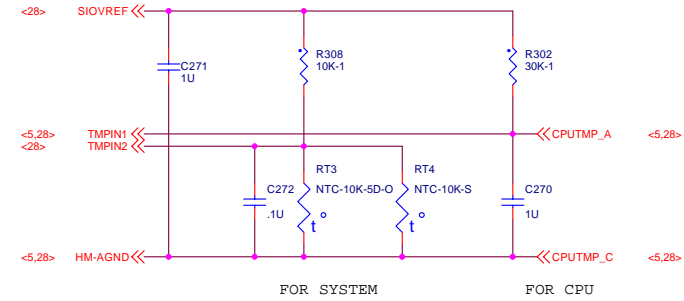 <28> SIOVREF
R308
10K-1
R302
30K-1
C271
1U
<5,28> TMPIN1
CPUTMP_A <5,28>
<28> TMPIN2
RT3
NTC-10K-5D-O
RT4
NTC-10K-S
C272
.1U
C270
1U
t o
t o
<5,28> HM-AGND
CPUTMP_C <5,28>
FOR SYSTEM
FOR CPU